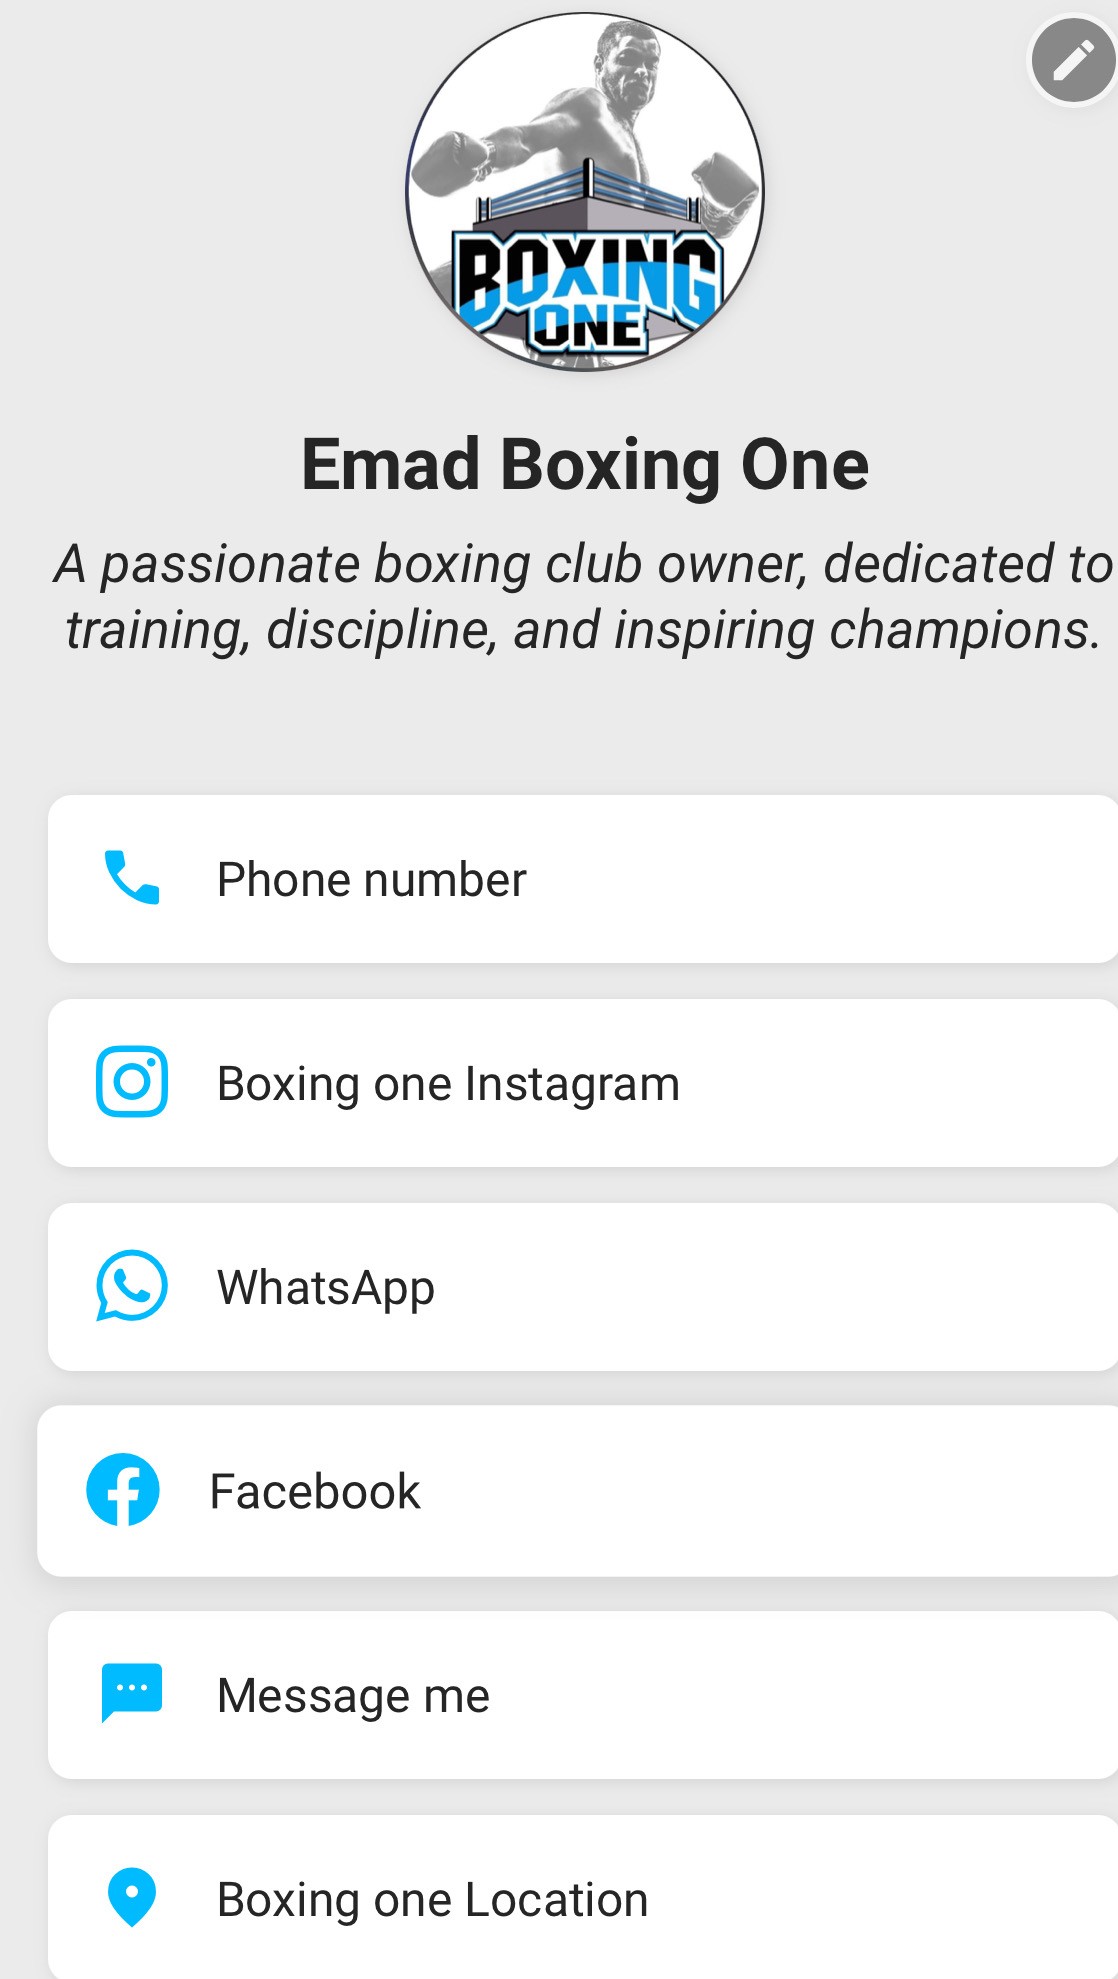 BOXING
ONE
Emad Boxing One
A passionate boxing club owner, dedicated to
training, discipline, and inspiring champions.
Phone number
Boxing one Instagram
WhatsApp
Facebook
Message me
Boxing one Location